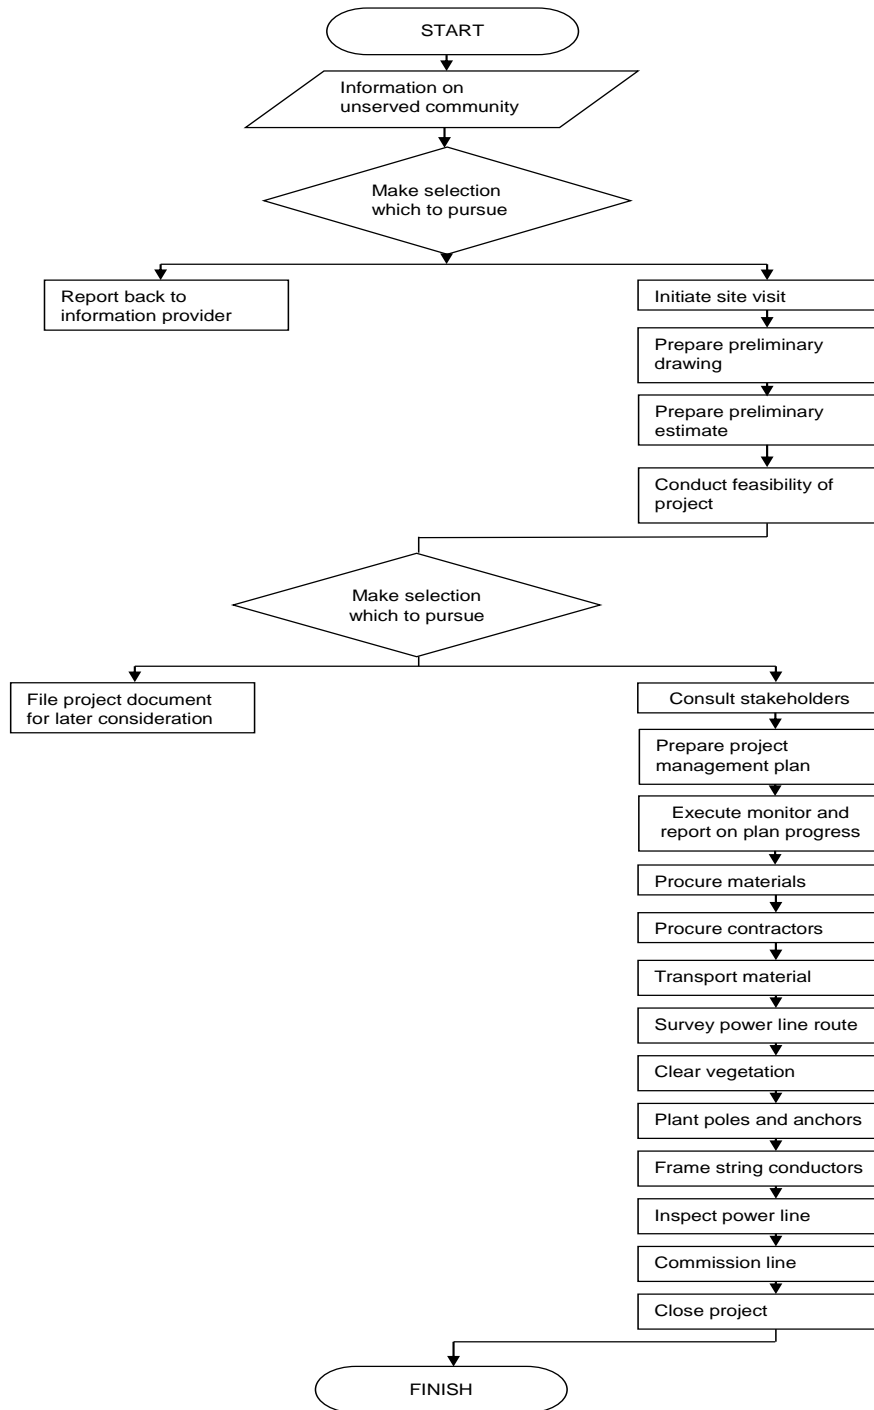 START
Information on
unserved community
Make selection
which to pursue
Report back to
information provider
Initiate site visit
Prepare preliminary
drawing
Prepare preliminary
estimate
Conduct feasibility of
project
Make selection
which to pursue
File project document
for later consideration
Consult stakeholders
Prepare project
management plan
Execute monitor and
report on plan progress
Procure materials
Procure contractors
Transport material
Survey power line route
Clear vegetation
Plant poles and anchors
Frame string conductors
Inspect power line
Commission line
Close project
FINISH